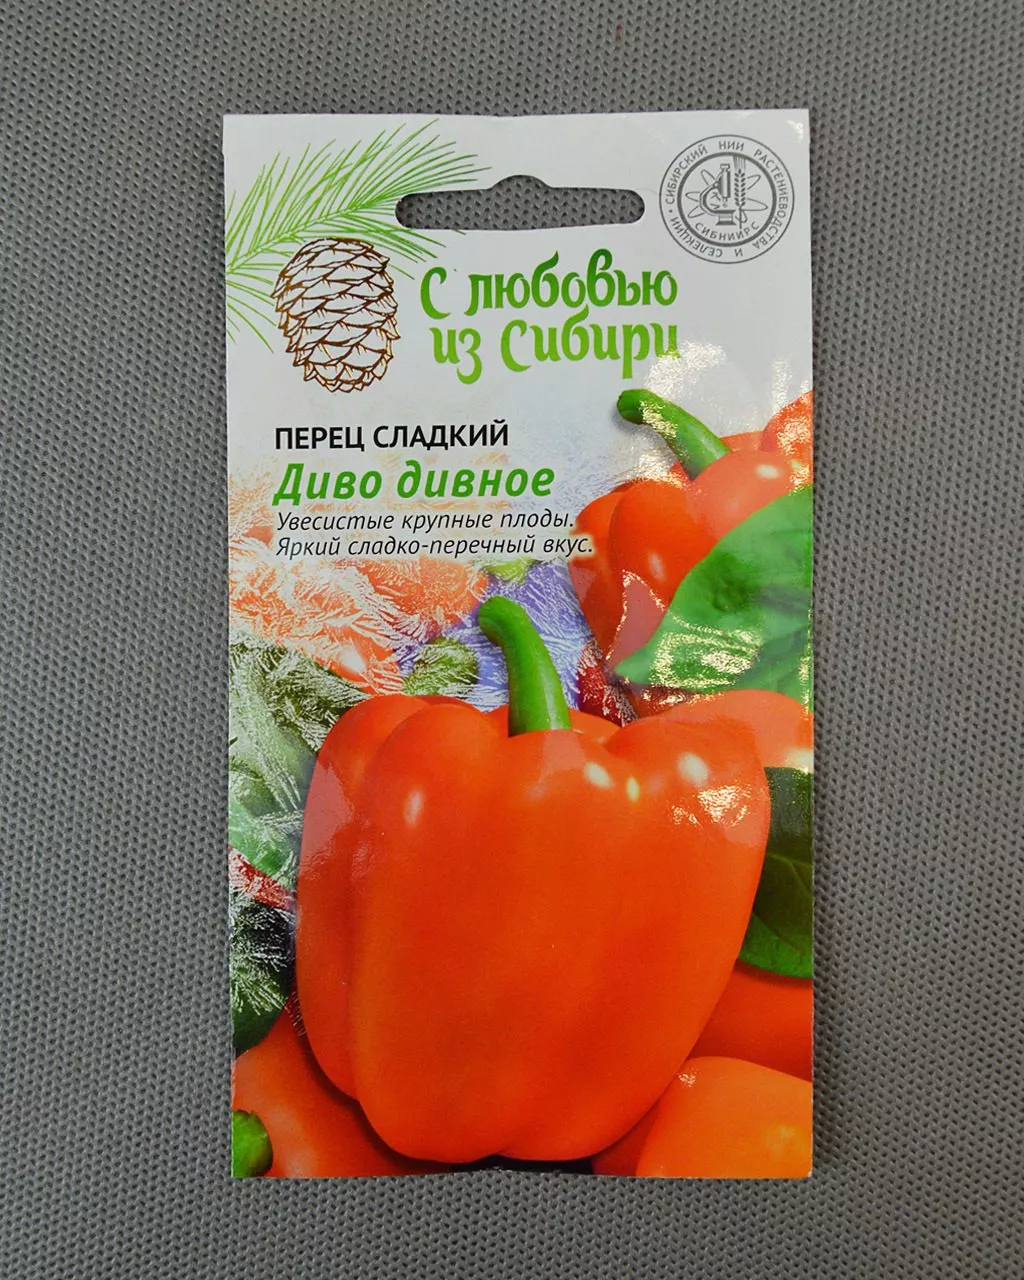 СИБИРСКИЙ НИИ РАСТЕНИЕВОДСТВА И СЕЛЕКЦИИ •
СИБНИИРС
С любовью
из Сибири
ПЕРЕЦ СЛАДКИЙ
Диво дивное
Увесистые крупные плоды.
Яркий сладко-перечный вкус.